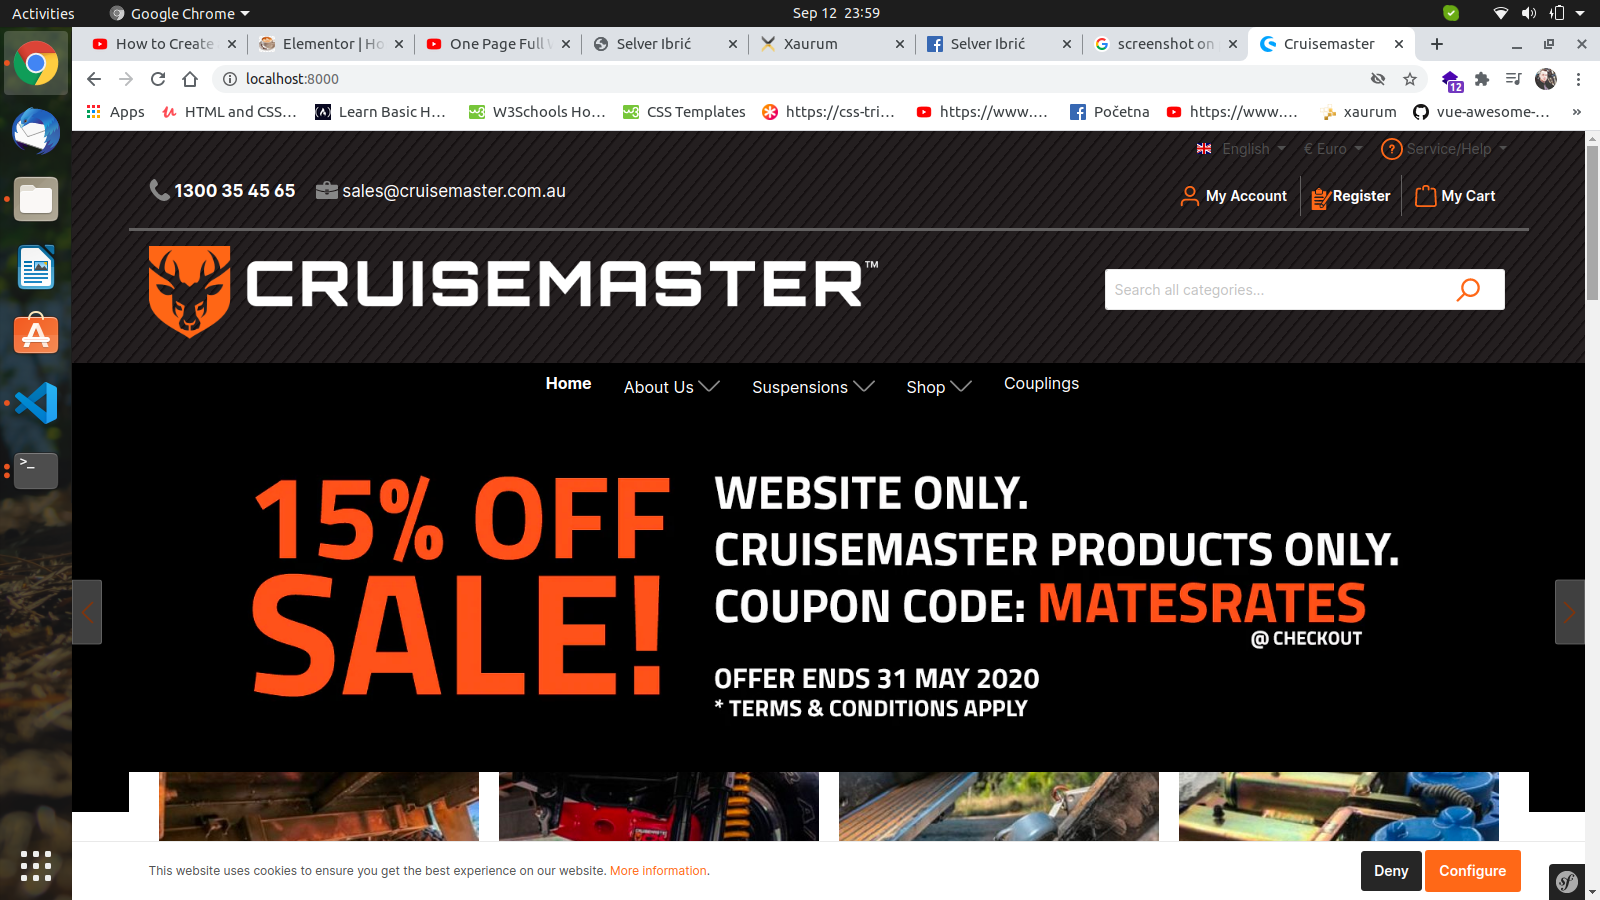 Activities
Google Chrome
Sep 12 23:59
How to Create
Elementor | Ho
One Page Full
Selver Ibrić
Xaurum
Selver Ibrić
screenshot on
Cruisemaster
localhost:8000
12
Apps
HTML and CSS...
Learn Basic H...
W3Schools Ho...
CSS Templates
https://css-tri...
https://www....
Početna
https://www....
xaurum
vue-awesome-...
»
English
€ Euro
Service/Help
1300 35 45 65
sales@cruisemaster.com.au
My Account
Register
My Cart
CRUISEMASTER™
Search all categories...
Home
About Us
Suspensions
Shop
Couplings
15% OFF
SALE!
WEBSITE ONLY.
CRUISEMASTER PRODUCTS ONLY.
COUPON CODE: MATESRATES
@ CHECKOUT
OFFER ENDS 31 MAY 2020
* TERMS & CONDITIONS APPLY
This website uses cookies to ensure you get the best experience on our website. More information.
Deny
Configure
sf